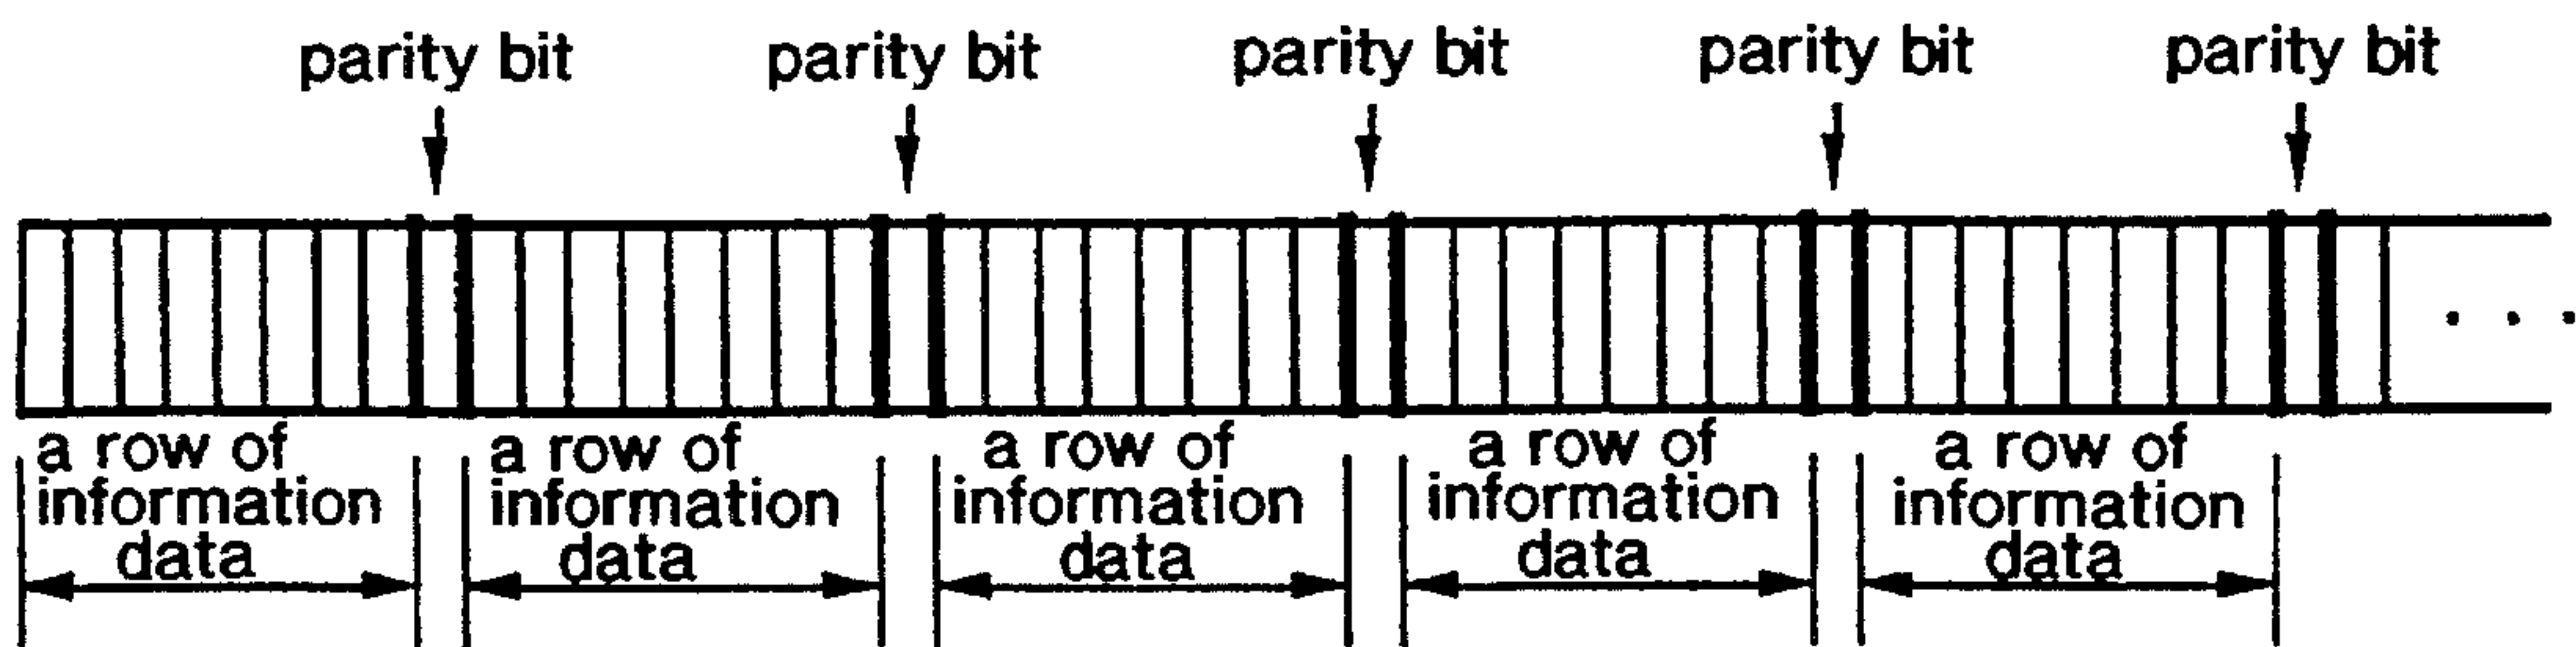 parity bit parity bit parity bit parity bit parity bit
a row of a row of a row of a row of a row of
information information information information information
data data data data data
. . .